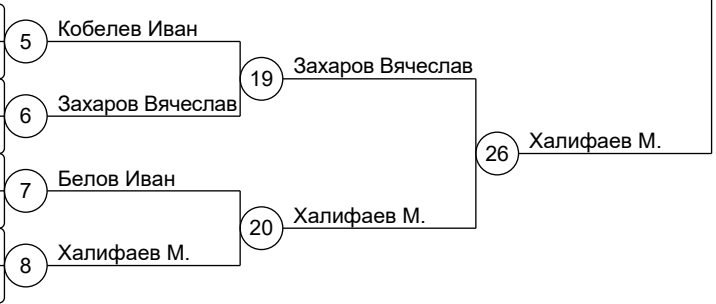 5 Кобелев Иван
19 Захаров Вячеслав
6 Захаров Вячеслав
26 Халифаев М.
7 Белов Иван
20 Халифаев М.
8 Халифаев М.